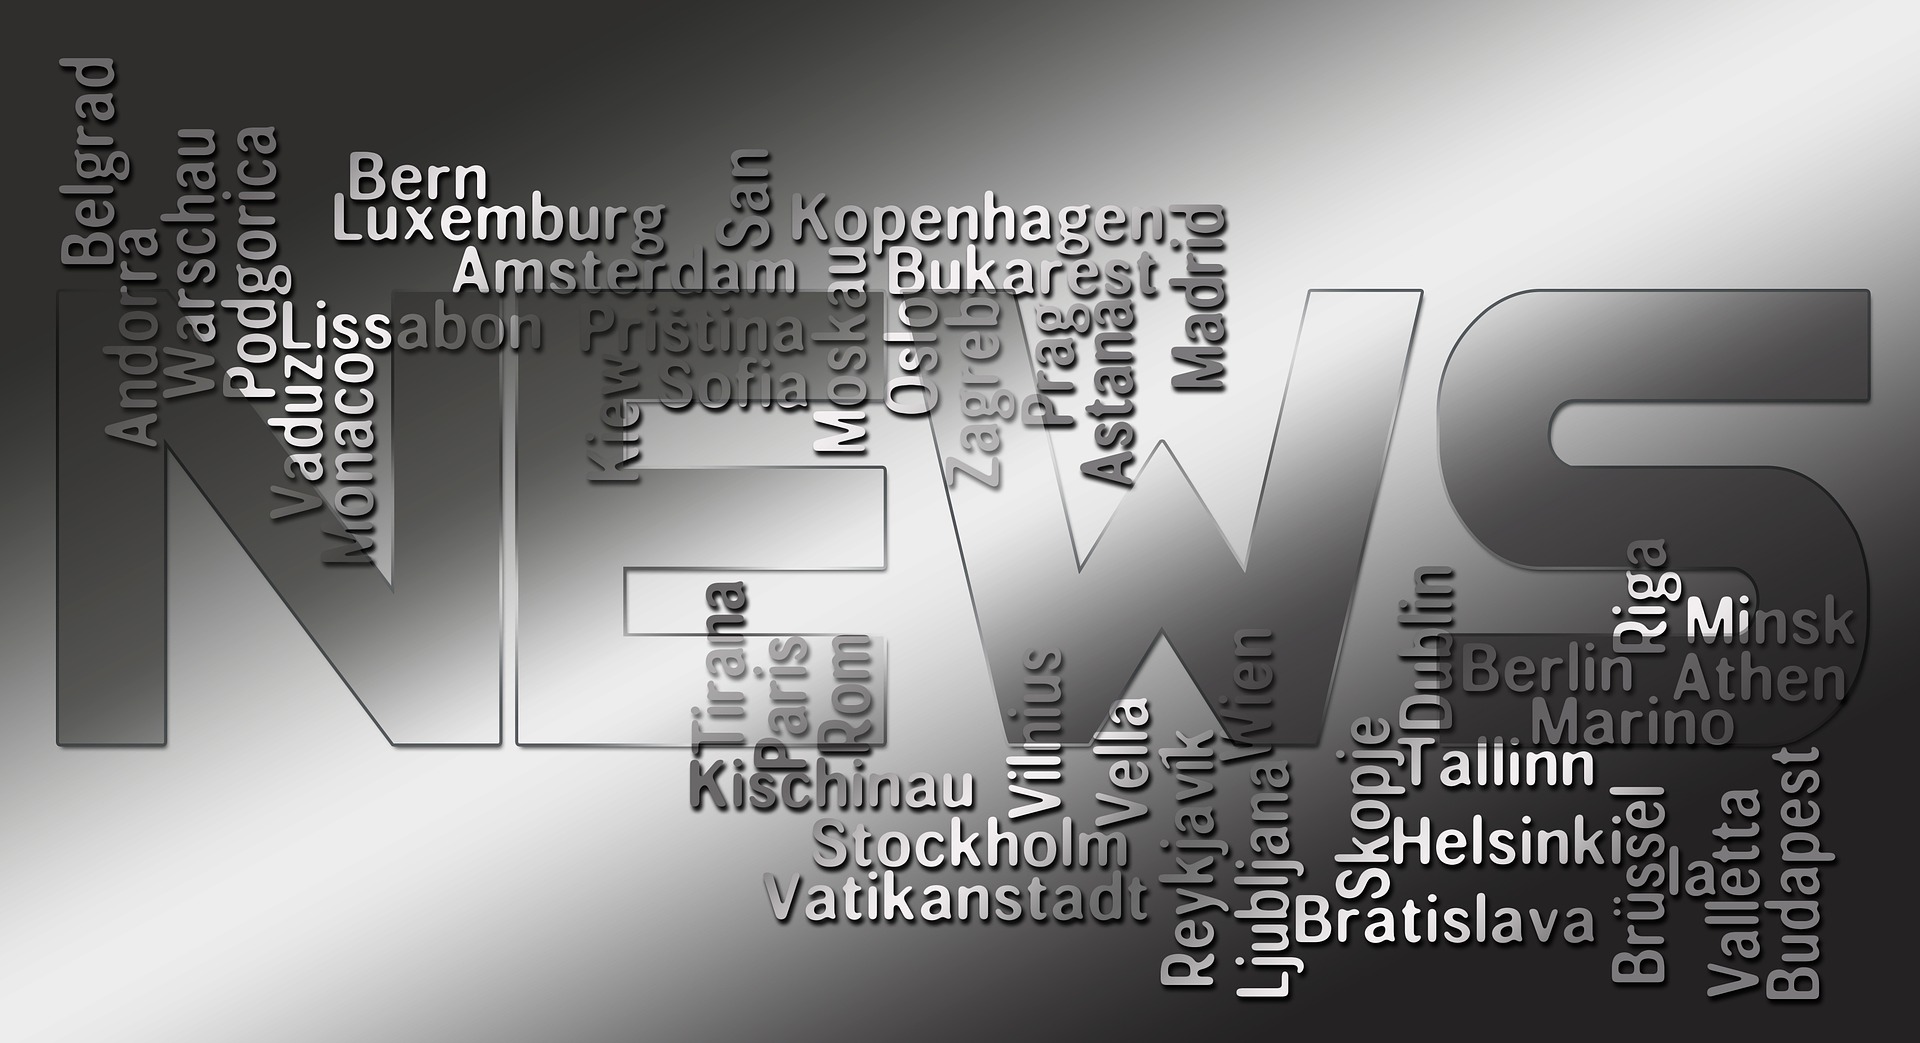 Belgrad
Andorra
Warschau
Podgorica
Bern
Luxemburg
San
Kopenhagen
Madrid
Amsterdam
Bukarest
Lissabon
Priština
Moskau
Oslo
Zagreb
Prag
Astana
Vaduz
Monaco
Kiew
Sofia
NEWS
Tirana
Paris
Rom
Vilnius
Vella
Wien
Dublin
Riga
Minsk
Berlin
Athen
Marino
Kischinau
Tallinn
Stockholm
Reykjavík
Ljubljana
Skopje
Helsinki
Brüssel
la
Valletta
Budapest
Vatikanstadt
Bratislava